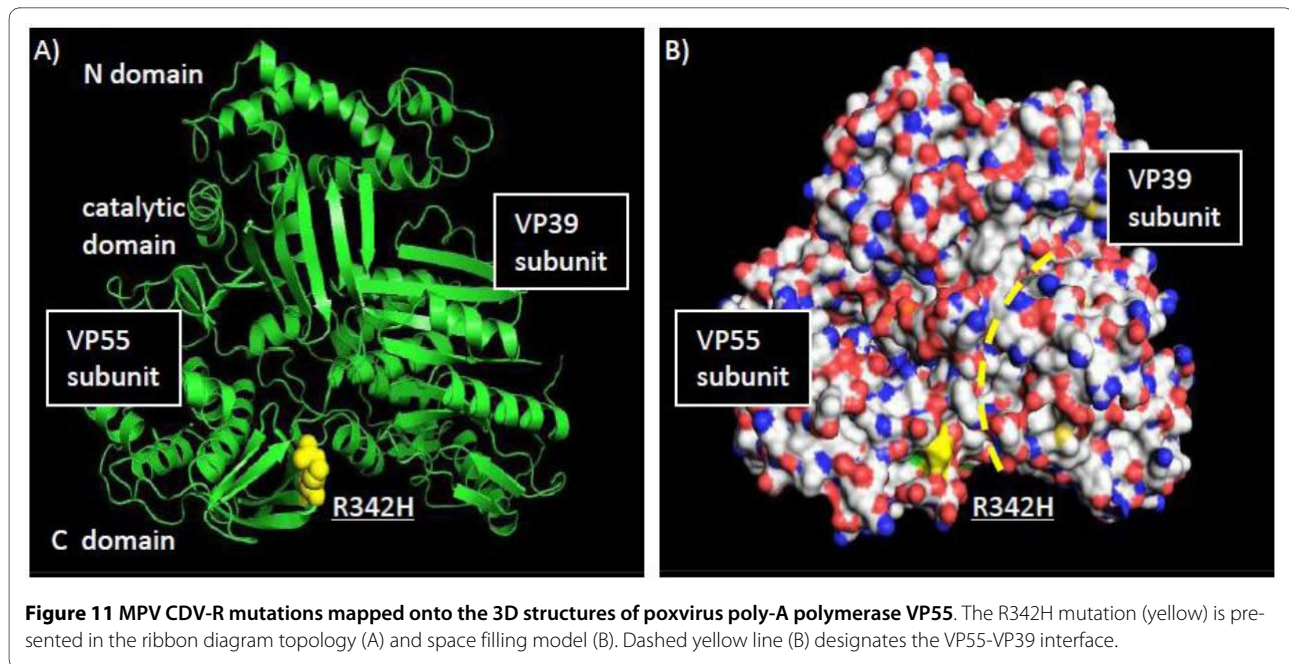 A)
N domain
catalytic
domain
VP39
subunit
VP55
subunit
R342H
C domain
B)
VP39
subunit
VP55
subunit
R342H
Figure 11 MPV CDV-R mutations mapped onto the 3D structures of poxvirus poly-A polymerase VP55. The R342H mutation (yellow) is pre-
sented in the ribbon diagram topology (A) and space filling model (B). Dashed yellow line (B) designates the VP55-VP39 interface.